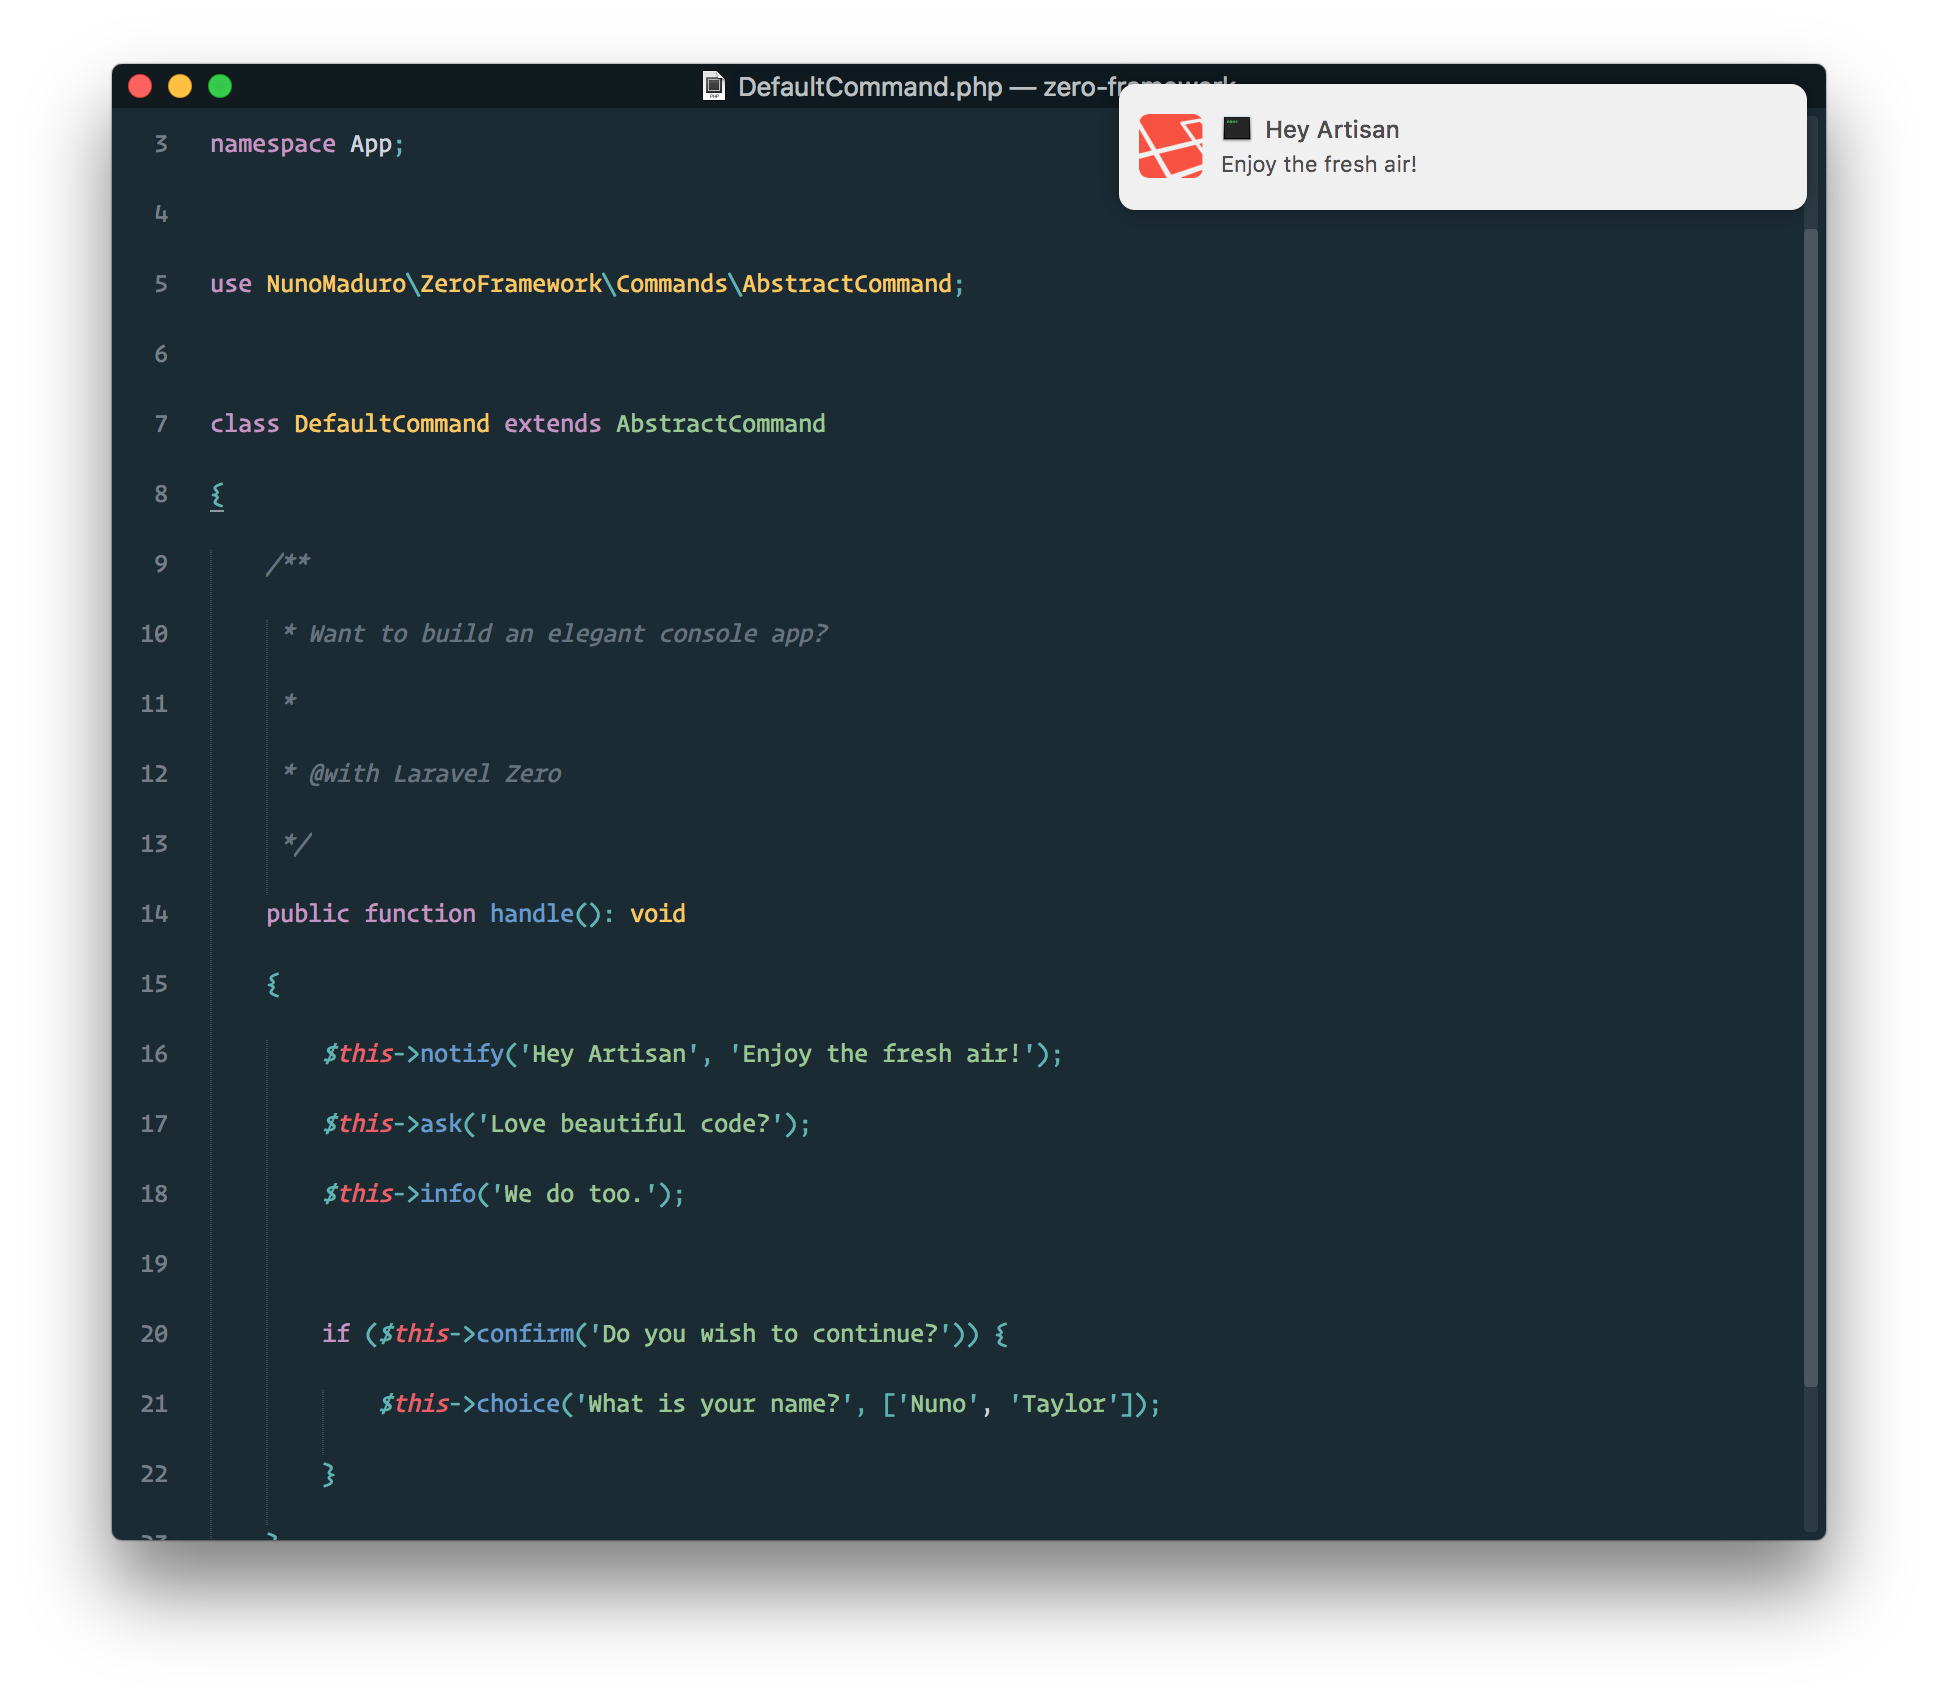 DefaultCommand.php — zero-framework
Hey Artisan
Enjoy the fresh air!
3 namespace App;
4
5 use NunoMaduro\ZeroFramework\Commands\AbstractCommand;
6
7 class DefaultCommand extends AbstractCommand
8 {
9 /**
10 * Want to build an elegant console app?
11 *
12 * @with Laravel Zero
13 */
14 public function handle(): void
15 {
16 $this->notify('Hey Artisan', 'Enjoy the fresh air!');
17 $this->ask('Love beautiful code?');
18 $this->info('We do too.');
19
20 if ($this->confirm('Do you wish to continue?')) {
21 $this->choice('What is your name?', ['Nuno', 'Taylor']);
22 }